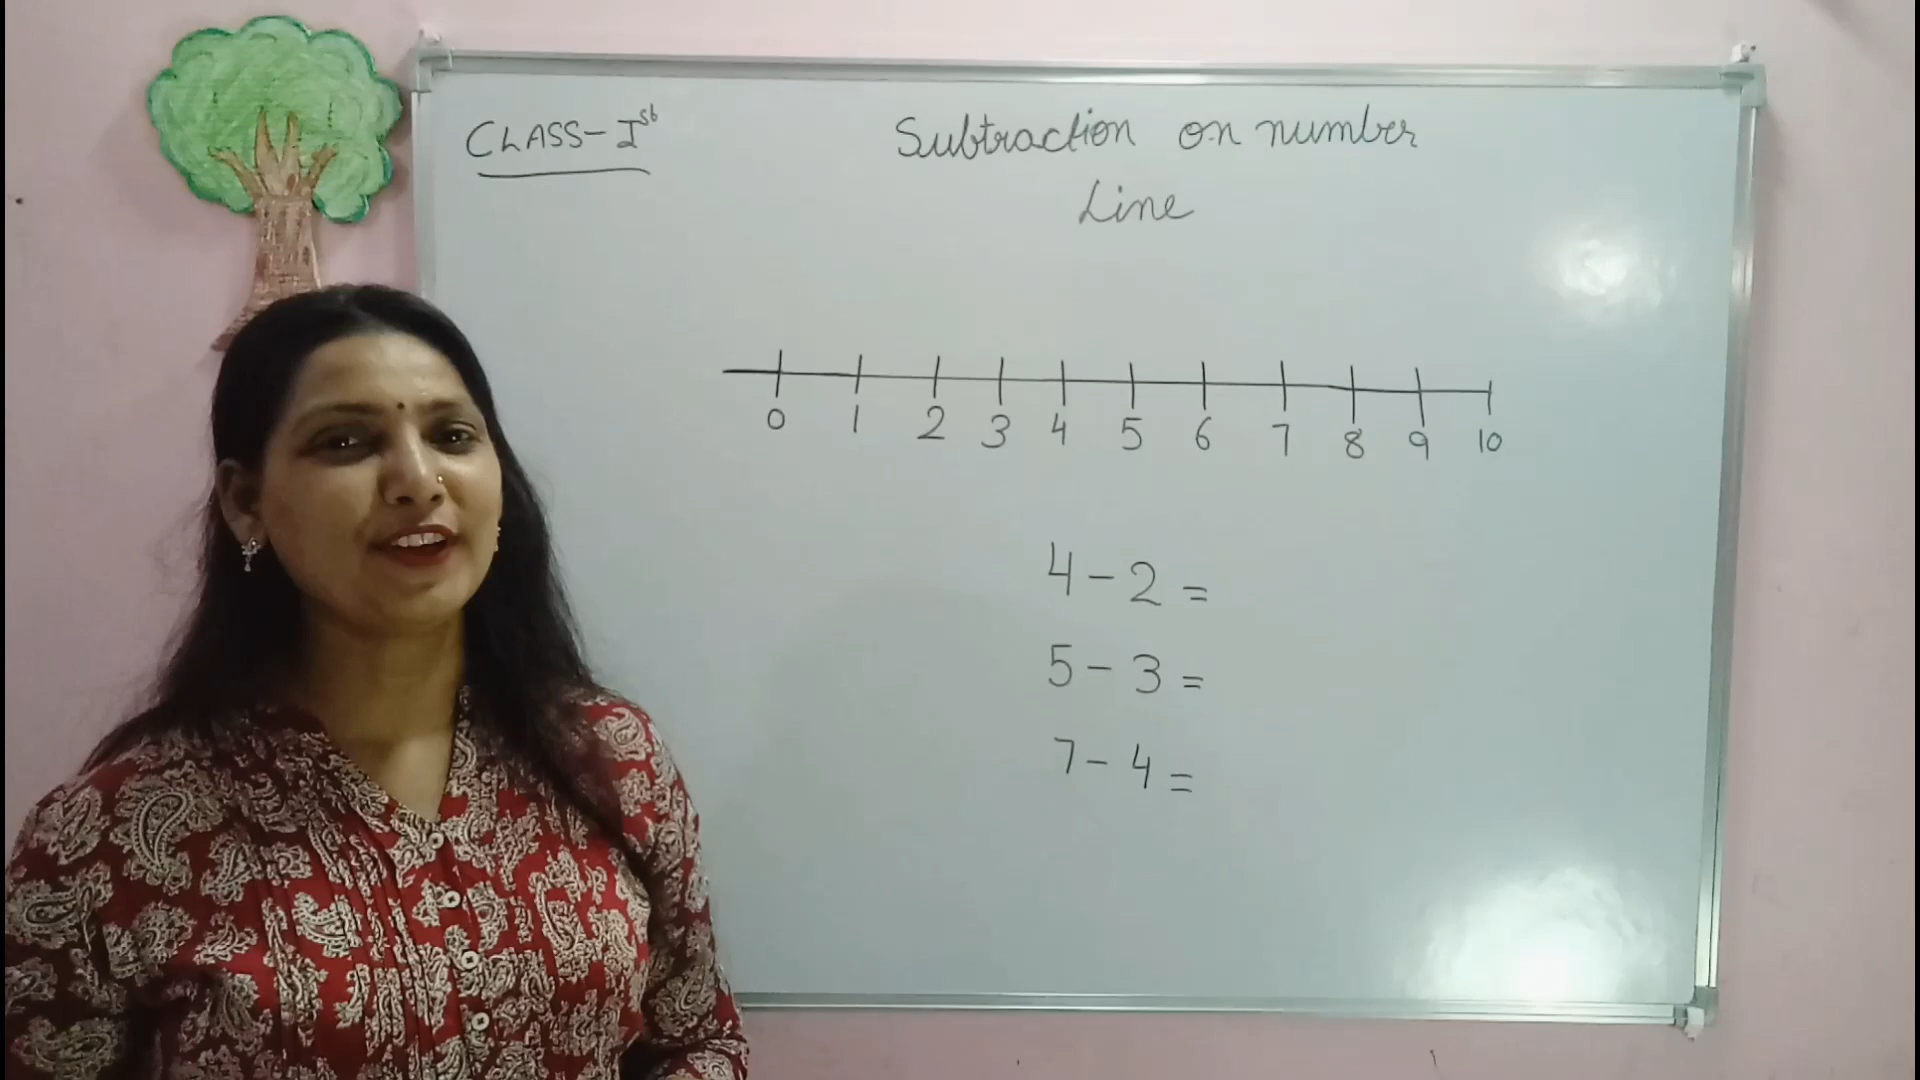 CLASS-Ist
Subtraction on number
Line
0 1 2 3 4 5 6 7 8 9 10
4-2=
5-3=
7-4=